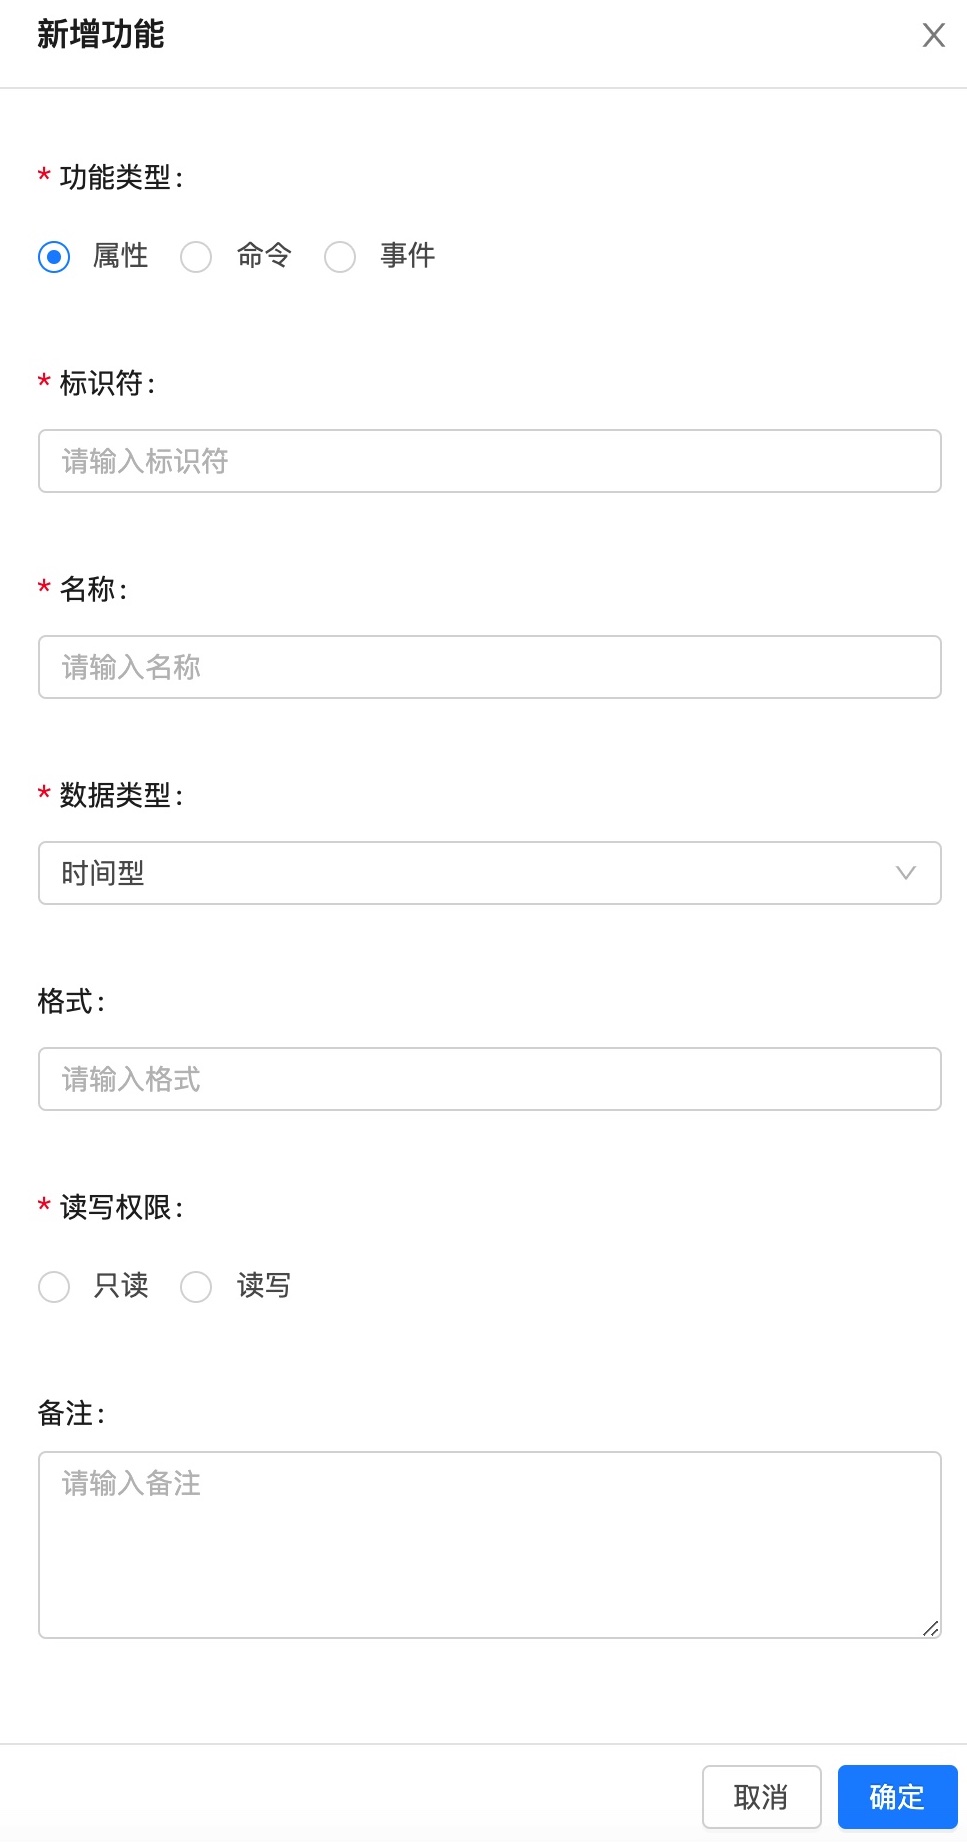 新增功能
* 功能类型:
属性 命令 事件
* 标识符:
请输入标识符
* 名称:
请输入名称
* 数据类型:
时间型
格式:
请输入格式
* 读写权限:
只读 读写
备注:
请输入备注
取消 确定